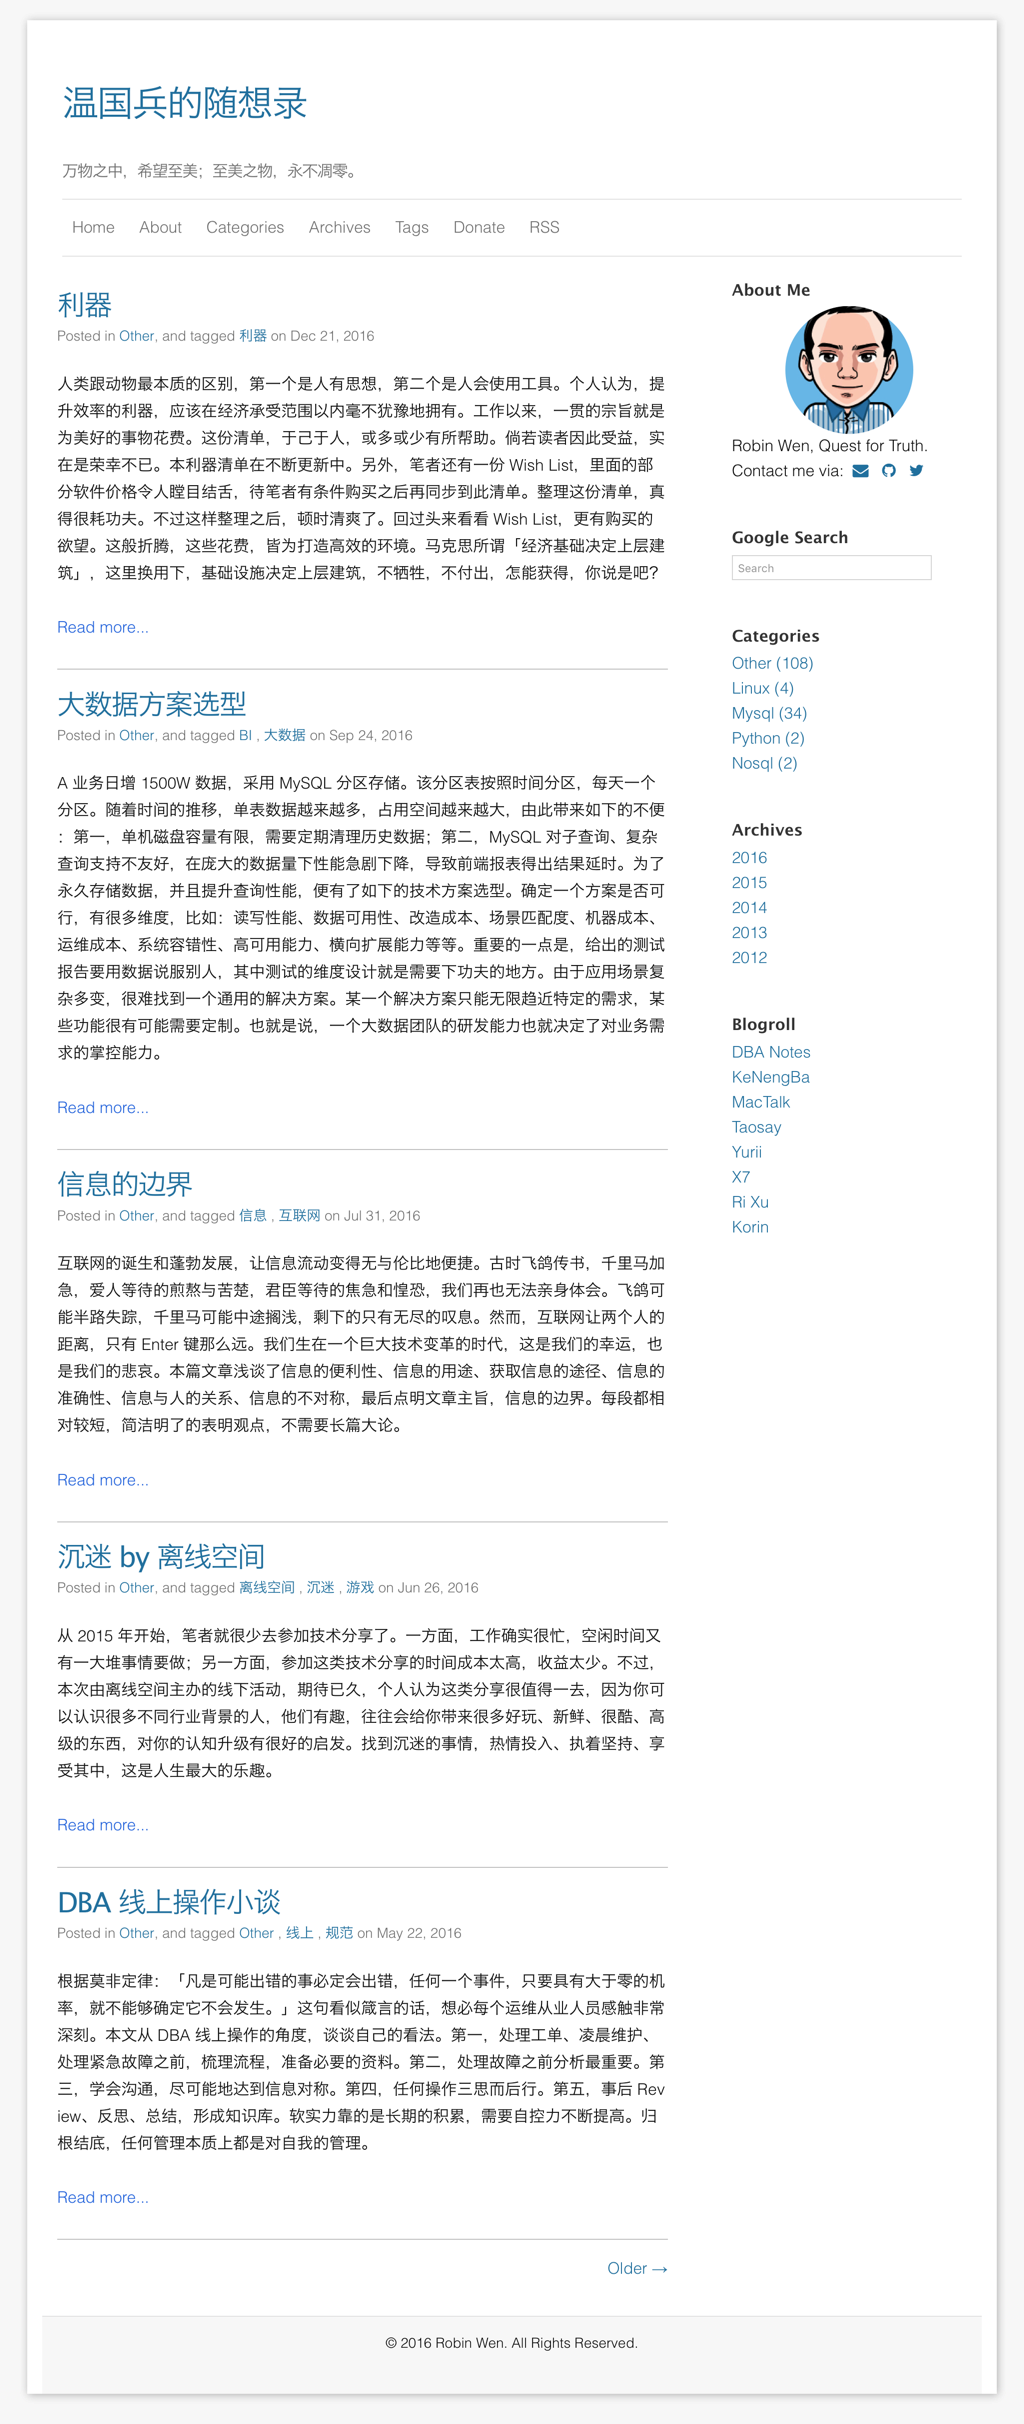 温国兵的随想录
万物之中，希望至美；至美之物，永不凋零。
Home About Categories Archives Tags Donate RSS
利器
Posted in Other, and tagged 利器 on Dec 21, 2016
人类跟动物最本质的区别，第一个是人有思想，第二个是人会使用工具。个人认为，提
升效率的利器，应该在经济承受范围以内毫不犹豫地拥有。工作以来，一贯的宗旨就是
为美好的事物花费。这份清单，于己于人，或多或少有所帮助。倘若读者因此受益，实
在是荣幸不已。本利器清单在不断更新中。另外，笔者还有一份 Wish List，里面的部
分软件价格令人瞠目结舌，待笔者有条件购买之后再同步到此清单。整理这份清单，真
得很耗功夫。不过这样整理之后，顿时清爽了。回过头来看看 Wish List，更有购买的
欲望。这般折腾，这些花费，皆为打造高效的环境。马克思所谓「经济基础决定上层建
筑」，这里换用下，基础设施决定上层建筑，不牺牲，不付出，怎能获得，你说是吧？
Read more...
大数据方案选型
Posted in Other, and tagged BI , 大数据 on Sep 24, 2016
A 业务日增 1500W 数据，采用 MySQL 分区存储。该分区表按照时间分区，每天一个
分区。随着时间的推移，单表数据越来越多，占用空间越来越大，由此带来如下的不便
：第一，单机磁盘容量有限，需要定期清理历史数据；第二，MySQL 对子查询、复杂
查询支持不友好，在庞大的数据量下性能急剧下降，导致前端报表得出结果延时。为了
永久存储数据，并且提升查询性能，便有了如下的技术方案选型。确定一个方案是否可
行，有很多维度，比如：读写性能、数据可用性、改造成本、场景匹配度、机器成本、
运维成本、系统容错性、高可用能力、横向扩展能力等等。重要的一点是，给出的测试
报告要用数据说服别人，其中测试的维度设计就是需要下功夫的地方。由于应用场景复
杂多变，很难找到一个通用的解决方案。某一个解决方案只能无限趋近特定的需求，某
些功能很有可能需要定制。也就是说，一个大数据团队的研发能力也就决定了对业务需
求的掌控能力。
Read more...
信息的边界
Posted in Other, and tagged 信息 , 互联网 on Jul 31, 2016
互联网的诞生和蓬勃发展，让信息流动变得无与伦比地便捷。古时飞鸽传书，千里马加
急，爱人等待的煎熬与苦楚，君臣等待的焦急和惶恐，我们再也无法亲身体会。飞鸽可
能半路失踪，千里马可能中途搁浅，剩下的只有无尽的叹息。然而，互联网让两个人的
距离，只有 Enter 键那么远。我们生在一个巨大技术变革的时代，这是我们的幸运，也
是我们的悲哀。本篇文章浅谈了信息的便利性、信息的用途、获取信息的途径、信息的
准确性、信息与人的关系、信息的不对称，最后点明文章主旨，信息的边界。每段都相
对较短，简洁明了的表明观点，不需要长篇大论。
Read more...
沉迷 by 离线空间
Posted in Other, and tagged 离线空间 , 沉迷 , 游戏 on Jun 26, 2016
从 2015 年开始，笔者就很少去参加技术分享了。一方面，工作确实很忙，空闲时间又
有一大堆事情要做；另一方面，参加这类技术分享的时间成本太高，收益太少。不过，
本次由离线空间主办的线下活动，期待已久，个人认为这类分享很值得一去，因为你可
以认识很多不同行业背景的人，他们有趣，往往会给你带来很多好玩、新鲜、很酷、高
级的东西，对你的认知升级有很好的启发。找到沉迷的事情，热情投入、执着坚持、享
受其中，这是人生最大的乐趣。
Read more...
DBA 线上操作小谈
Posted in Other, and tagged Other , 线上 , 规范 on May 22, 2016
根据莫非定律：「凡是可能出错的事必定会出错，任何一个事件，只要具有大于零的机
率，就不能够确定它不会发生。」这句看似箴言的话，想必每个运维从业人员感触非常
深刻。本文从 DBA 线上操作的角度，谈谈自己的看法。第一，处理工单、凌晨维护、
处理紧急故障之前，梳理流程，准备必要的资料。第二，处理故障之前分析最重要。第
三，学会沟通，尽可能地达到信息对称。第四，任何操作三思而后行。第五，事后 Rev
iew、反思、总结，形成知识库。软实力靠的是长期的积累，需要自控力不断提高。归
根结底，任何管理本质上都是对自我的管理。
Read more...
Older →
About Me
Robin Wen, Quest for Truth.
Contact me via:
Google Search
Search
Categories
Other (108)
Linux (4)
Mysql (34)
Python (2)
Nosql (2)
Archives
2016
2015
2014
2013
2012
Blogroll
DBA Notes
KeNengBa
MacTalk
Taosay
Yurii
X7
Ri Xu
Korin
© 2016 Robin Wen. All Rights Reserved.